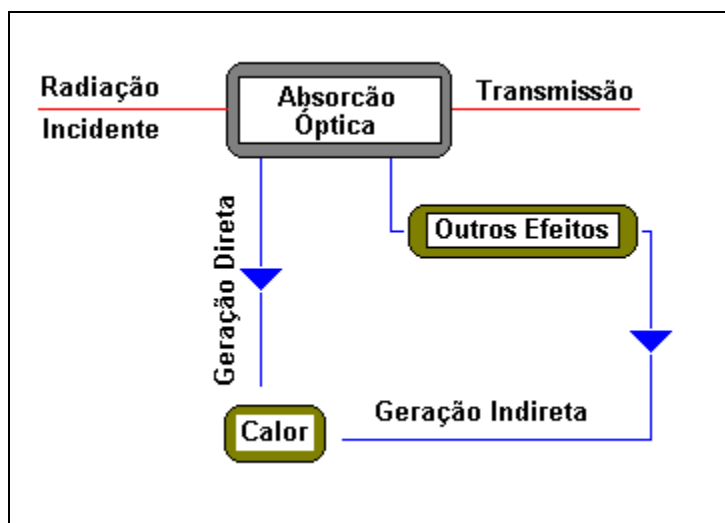 Radiação
Incidente
Absorcão
Óptica
Transmissão
Outros Efeitos
Geração Direta
Geração Indireta
Calor